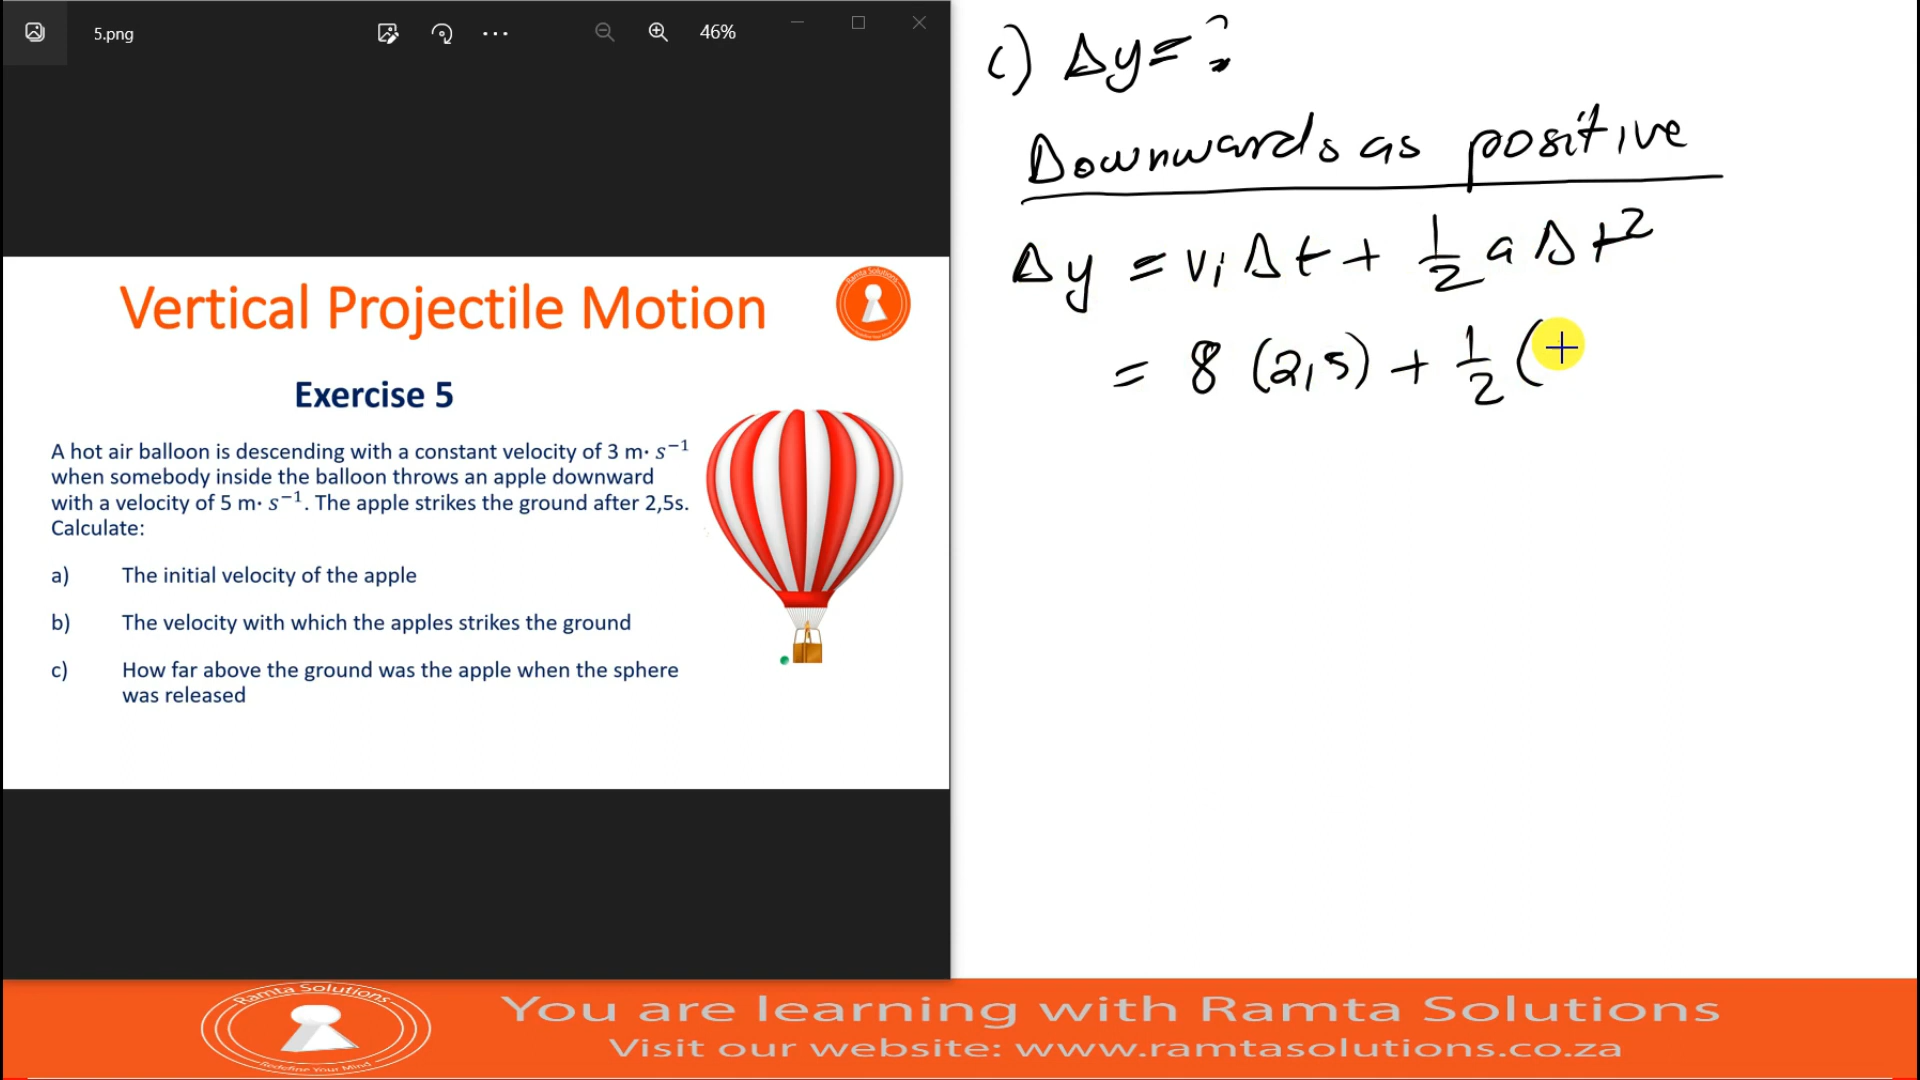 5.png
46%
Vertical Projectile Motion
Ramta Solutions
Exercise 5
A hot air balloon is descending with a constant velocity of 3 m· s⁻¹
when somebody inside the balloon throws an apple downward
with a velocity of 5 m· s⁻¹. The apple strikes the ground after 2,5s.
Calculate:
a) The initial velocity of the apple
b) The velocity with which the apples strikes the ground
c) How far above the ground was the apple when the sphere
was released
c) Δy = ?
Downwards as positive
Δy = vi Δt + 1/2 a Δt²
= 8 (2,5) + 1/2 (
Ramta Solutions
Redefine Your Mind
You are learning with Ramta Solutions
Visit our website: www.ramtasolutions.co.za